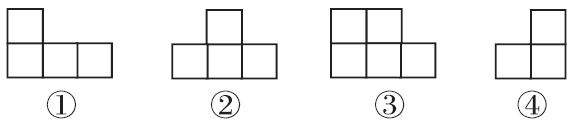 ① ② ③ ④